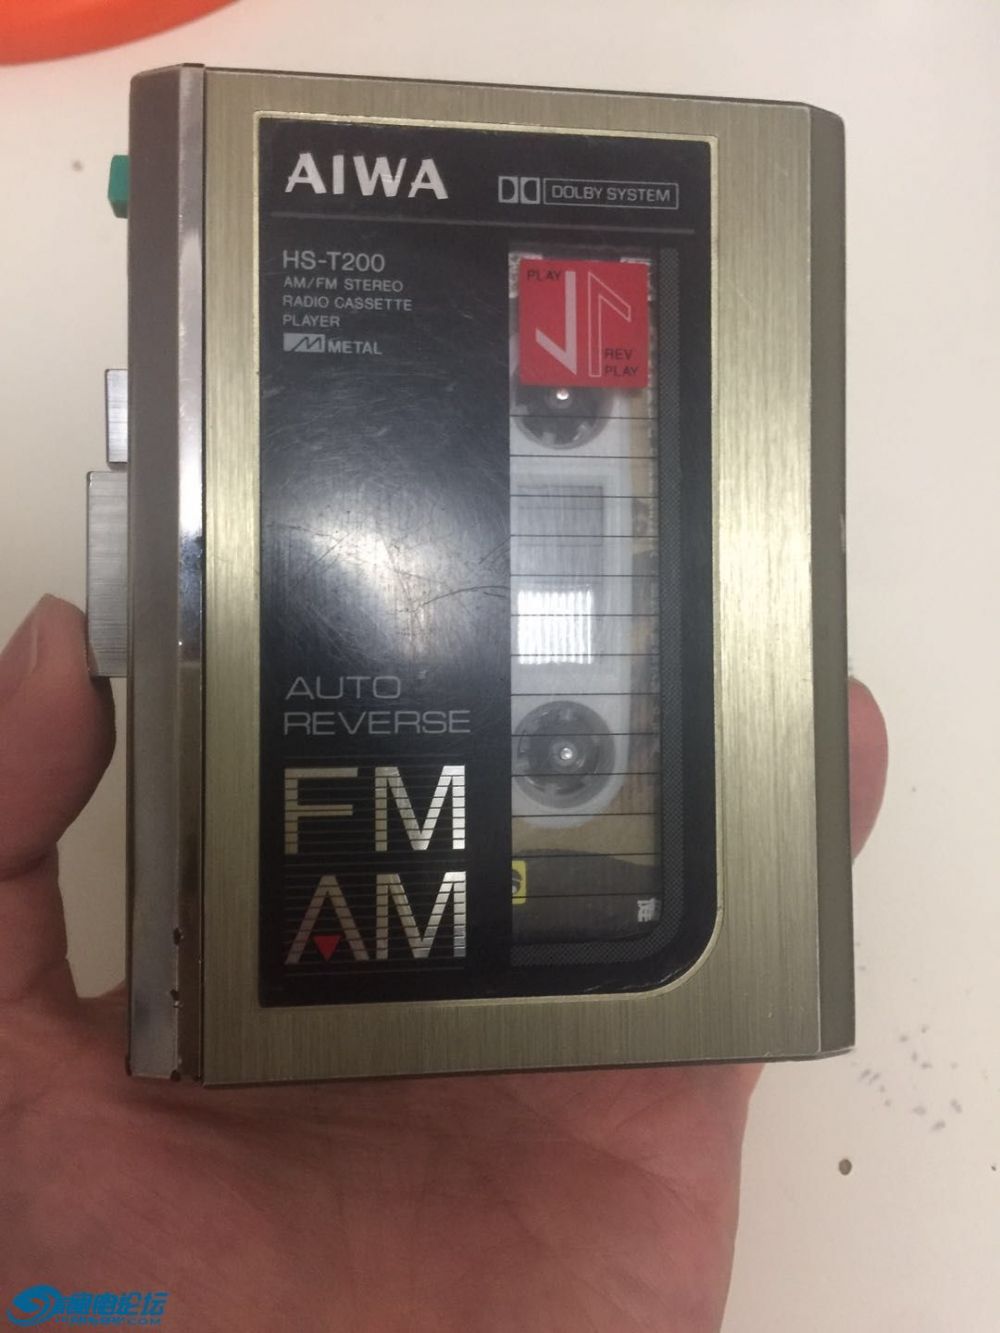 AIWA
DOLBY SYSTEM
HS-T200
AM/FM STEREO
RADIO CASSETTE
PLAYER
METAL
PLAY
REV
PLAY
AUTO
REVERSE
FM
AM